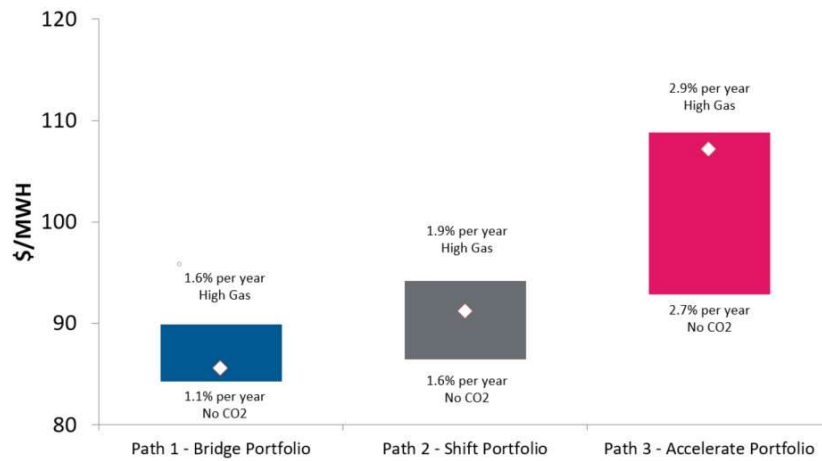 120
110
100
90
80
$/MWH
1.6% per year
High Gas
1.1% per year
No CO2
1.9% per year
High Gas
1.6% per year
No CO2
2.9% per year
High Gas
2.7% per year
No CO2
Path 1 - Bridge Portfolio
Path 2 - Shift Portfolio
Path 3 - Accelerate Portfolio